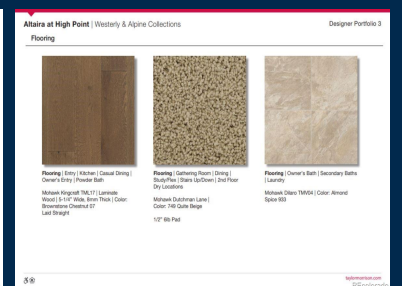 Altaira at High Point | Westerly & Alpine Collections
Designer Portfolio 3
Flooring
Flooring | Entry | Kitchen | Casual Dining |
Owner's Entry | Powder Bath
Mohawk Kingcraft TML17 | Laminate
Wood | 5-1/4" Wide, 8mm Thick | Color:
Brownstone Chestnut 07
Laid Straight
Flooring | Gathering Room | Dining |
Study/Flex | Stairs Up/Down | 2nd Floor
Dry Locations
Mohawk Dutchman Lane |
Color: 749 Quite Beige
1/2" 6lb Pad
Flooring | Owner's Bath | Secondary Baths
| Laundry
Mohawk Dilaro TMV04 | Color: Almond
Spice 933
taylormorrison.com